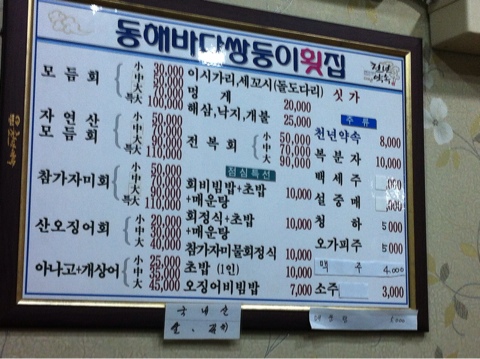 동해바다쌍둥이횟집
모듬회 小 30,000
中 50,000
大 70,000
특大 100,000
자연산 모듬회 小 50,000
中 70,000
大 90,000
특大 110,000
참가자미회 小 50,000
中 70,000
大 90,000
특大 110,000
산오징어회 小 20,000
中 30,000
大 40,000
아나고+개상어 小 25,000
中 35,000
大 45,000
이시가리,세꼬시(돌도다리) 싯가
멍게 20,000
해삼,낙지,개불 25,000
전복회 小 50,000
中 70,000
大 90,000
점심특선
회비빔밥+초밥+매운탕 10,000
회정식+초밥+매운탕 10,000
참가자미물회정식 10,000
초밥 (1인) 10,000
오징어비빔밥 7,000
주류
천년약속 8,000
복분자 10,000
백세주
설중매
청하 5,000
오가피주 5,000
맥주 4,000
소주 3,000
국내산